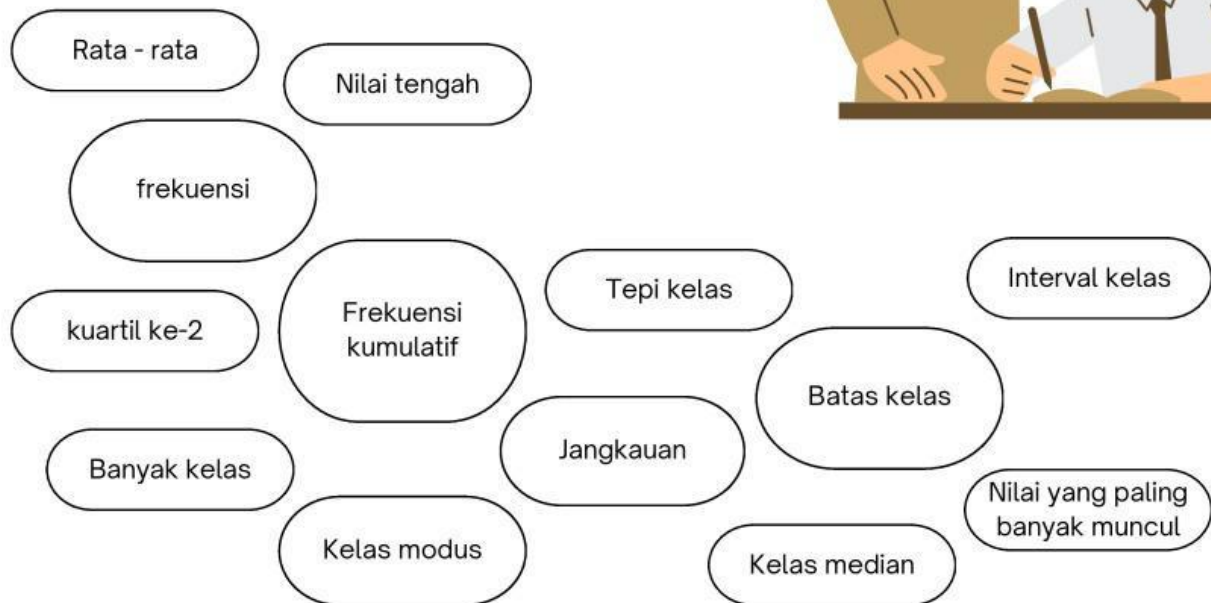 Rata - rata
Nilai tengah
frekuensi
Interval kelas
Tepi kelas
kuartil ke-2
Frekuensi
kumulatif
Batas kelas
Jangkauan
Banyak kelas
Nilai yang paling
banyak muncul
Kelas modus
Kelas median